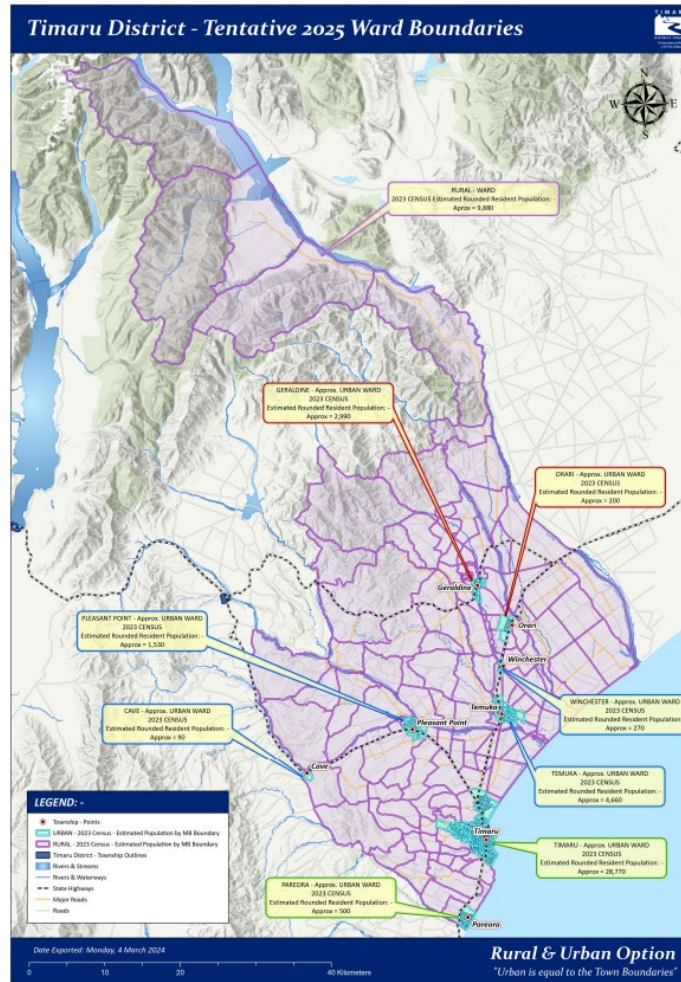 Timaru District - Tentative 2025 Ward Boundaries
TIMARU
N
W
E
S
RURAL - WARD
2023 CENSUS Estimated Rounded Resident Population: -
Aprox = 9,880
GERALDINE - Approx. URBAN WARD
2023 CENSUS
Estimated Rounded Resident Population: -
Approx = 2,990
ORARI - Approx. URBAN WARD
2023 CENSUS
Estimated Rounded Resident Population: -
Approx = 200
Geraldine
Orari
PLEASANT POINT - Approx. URBAN WARD
2023 CENSUS
Estimated Rounded Resident Population: -
Approx = 1,530
Winchester
WINCHESTER - Approx. URBAN WARD
2023 CENSUS
Estimated Rounded Resident Population:
Approx = 270
Temuka
Pleasant Point
CAVE - Approx. URBAN WARD
2023 CENSUS
Estimated Rounded Resident Population: -
Approx = 90
Cave
TEMUKA - Approx. URBAN WARD
2023 CENSUS
Estimated Rounded Resident Population: -
Approx = 4,660
Timaru
TIMARU - Approx. URBAN WARD
2023 CENSUS
Estimated Rounded Resident Population: -
Approx = 28,770
PAREORA - Approx. URBAN WARD
2023 CENSUS
Estimated Rounded Resident Population: -
Approx = 500
Pareora
LEGEND: -
Township - Points
URBAN - 2023 Census - Estimated Population by MB Boundary
RURAL - 2023 Census - Estimated Population by MB Boundary
Timaru District - Township Outlines
Rivers & Streams
Rivers & Waterways
State Highways
Major Roads
Roads
Date Exported: Monday, 4 March 2024
0 10 20 40 Kilometers
Rural & Urban Option
"Urban is equal to the Town Boundaries"